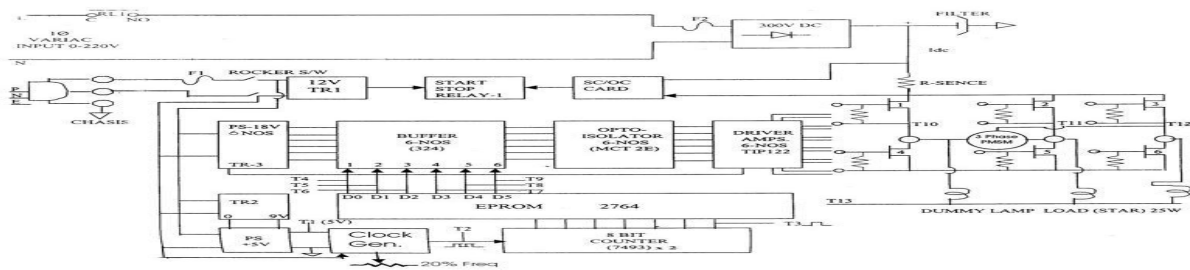 L RL1 NO
F2
300V DC
FILTER
1Ø
VARIAC
INPUT 0-220V
Idc
N
F1
ROCKER S/W
R-SENCE
12V
TR1
START
STOP
RELAY-1
SC/OC
CARD
P
N
E
CHASIS
PS-18V
6 NOS
TR-3
BUFFER
6-NOS
(324)
1 2 3 4 5 6
OPTO-
ISOLATOR
6-NOS
(MCT 2E)
DRIVER
AMPS.
6-NOS
TIP122
1 2 3
T10 T11 T12
3 Phase
PMSM
4 5 6
T4
T5
T6
T9
T8
T7
D0 D1 D2 D3 D4 D5
EPROM 2764
TR2
0 9V
T13
DUMMY LAMP LOAD (STAR) 25W
T1 (5V)
T2
T3
PS
+5V
Clock
Gen.
8 BIT
COUNTER
(7493) x 2
20% Freq